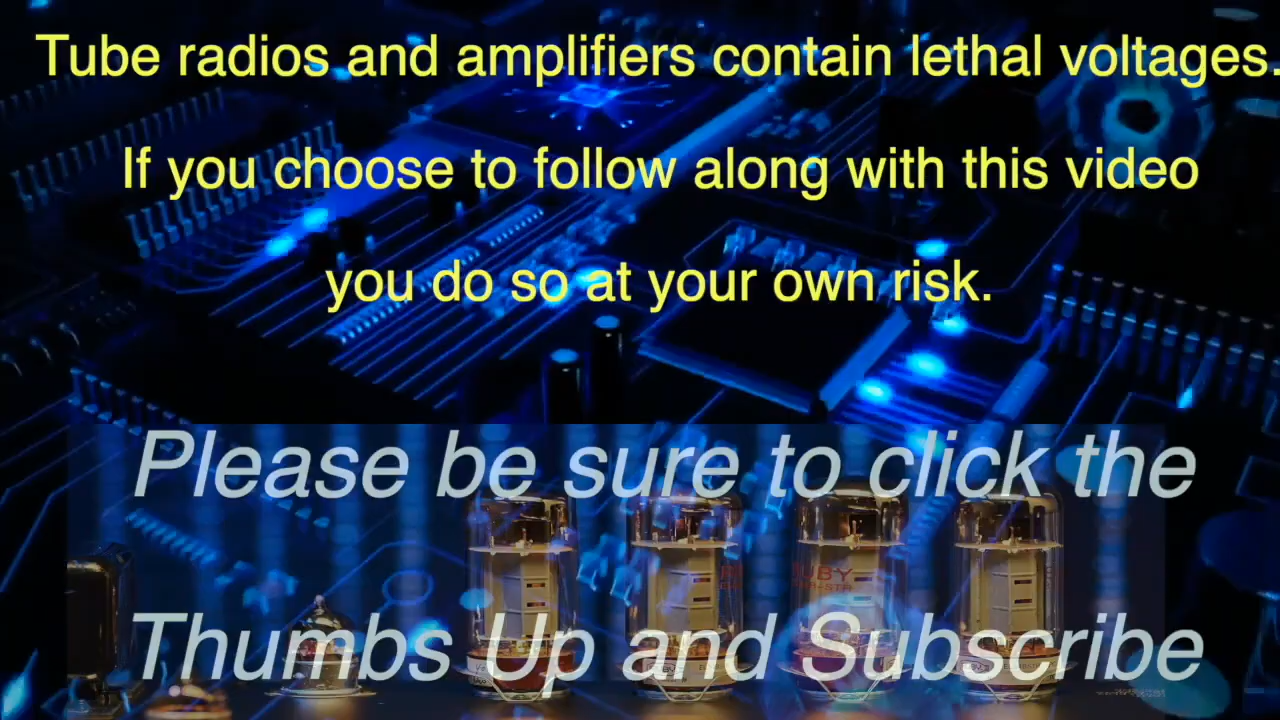 Tube radios and amplifiers contain lethal voltages.
If you choose to follow along with this video
you do so at your own risk.
Please be sure to click the
Thumbs Up and Subscribe